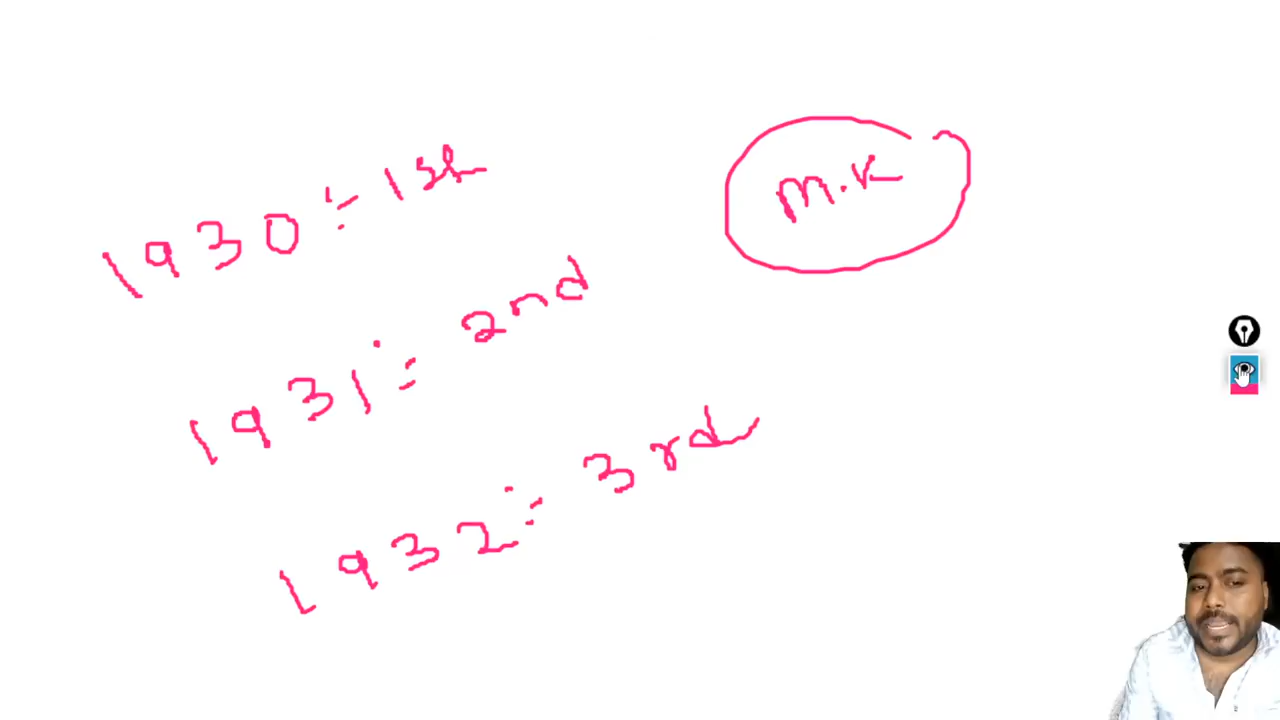 1930 :- 1st
M.K
1931 :- 2nd
1932 :- 3rd